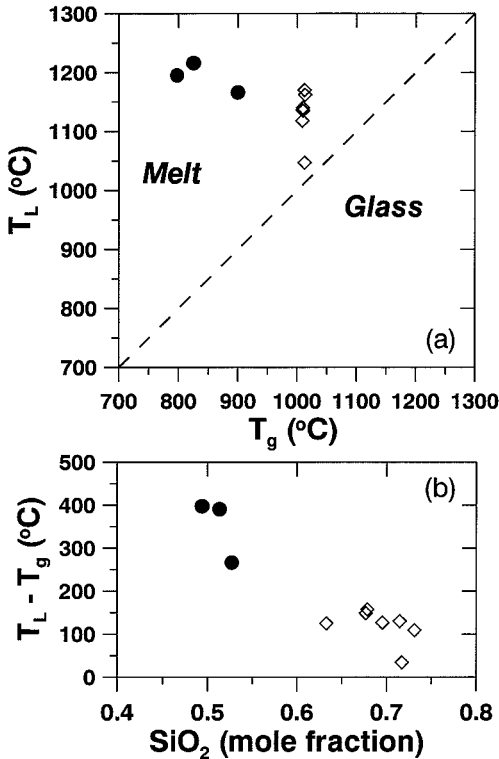 1300
1200
1100
1000
900
800
700
T_L (°C)
Melt
Glass
(a)
700 800 900 1000 1100 1200 1300
T_g (°C)
500
400
300
200
100
0
T_L - T_g (°C)
(b)
0.4 0.5 0.6 0.7 0.8
SiO₂ (mole fraction)